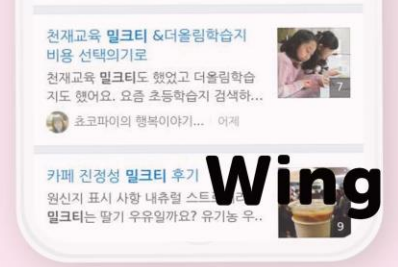 천재교육 밀크티 &더올림학습지
비용 선택의기로
천재교육 밀크티도 했었고 더올림학습
지도 했어요. 요즘 초등학습지 검색하...
7
쵸코파이의 행복이야기... 어제
카페 진정성 밀크티 후기
Wing
원신지 표시 사항 내츄럴
밀크티는 딸기 우유일까요? 유기농 우..
9